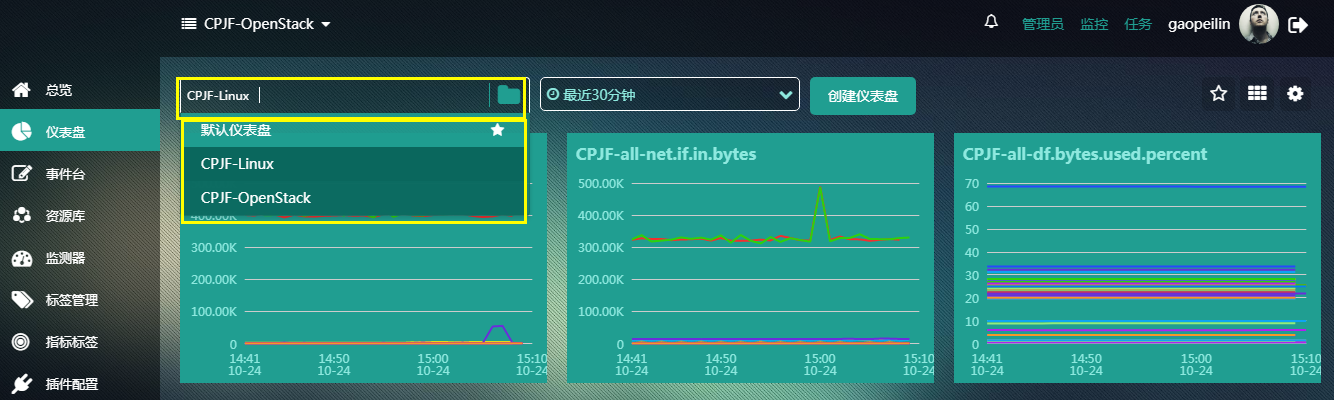 CPJF-OpenStack
管理员 监控 任务 gaopeilin
总览
仪表盘
事件台
资源库
监测器
标签管理
指标标签
插件配置
CPJF-Linux
最近30分钟
创建仪表盘
默认仪表盘
CPJF-Linux
CPJF-OpenStack
400.00K
300.00K
200.00K
100.00K
0
14:41 14:50 15:00 15:10
10-24 10-24 10-24 10-24
CPJF-all-net.if.in.bytes
500.00K
400.00K
300.00K
200.00K
100.00K
0
14:41 14:50 15:00 15:10
10-24 10-24 10-24 10-24
CPJF-all-df.bytes.used.percent
70
60
50
40
30
20
10
0
14:41 14:50 15:00 15:10
10-24 10-24 10-24 10-24